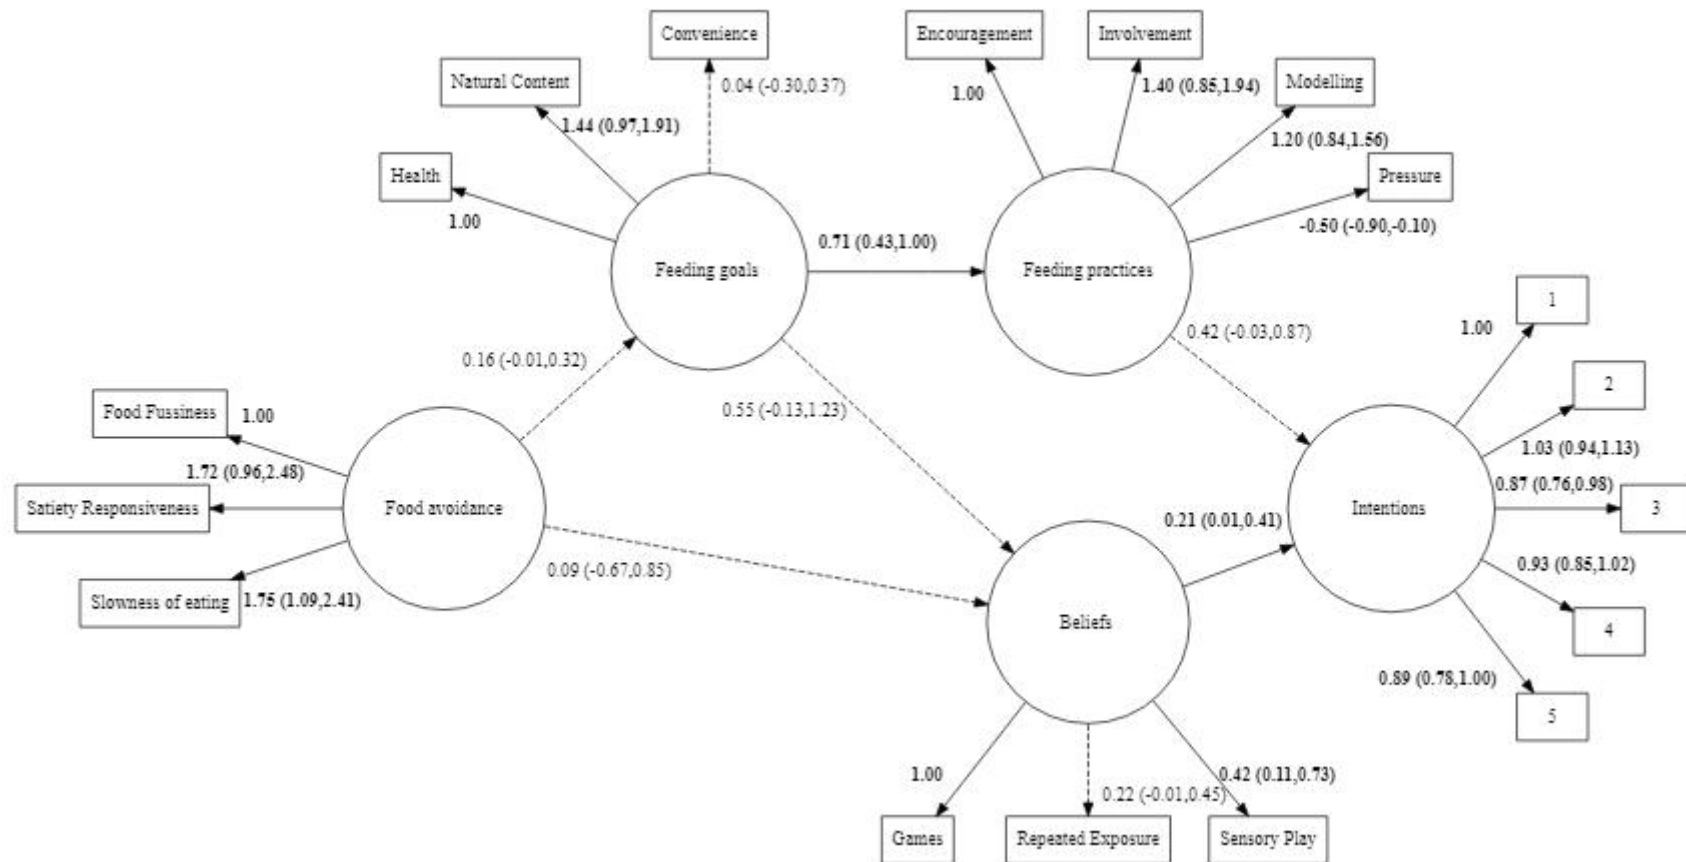 Convenience
Encouragement
Involvement
Natural Content
0.04 (-0.30,0.37)
1.00
1.40 (0.85,1.94)
Modelling
1.44 (0.97,1.91)
1.20 (0.84,1.56)
Health
Pressure
1.00
-0.50 (-0.90,-0.10)
0.71 (0.43,1.00)
Feeding goals
Feeding practices
1
1.00
0.42 (-0.03,0.87)
0.16 (-0.01,0.32)
2
Food Fussiness
1.00
0.55 (-0.13,1.23)
1.03 (0.94,1.13)
1.72 (0.96,2.48)
0.87 (0.76,0.98)
Satiety Responsiveness
Food avoidance
0.21 (0.01,0.41)
Intentions
3
0.09 (-0.67,0.85)
0.93 (0.85,1.02)
Slowness of eating
1.75 (1.09,2.41)
Beliefs
4
0.89 (0.78,1.00)
5
1.00
0.22 (-0.01,0.45)
0.42 (0.11,0.73)
Games
Repeated Exposure
Sensory Play